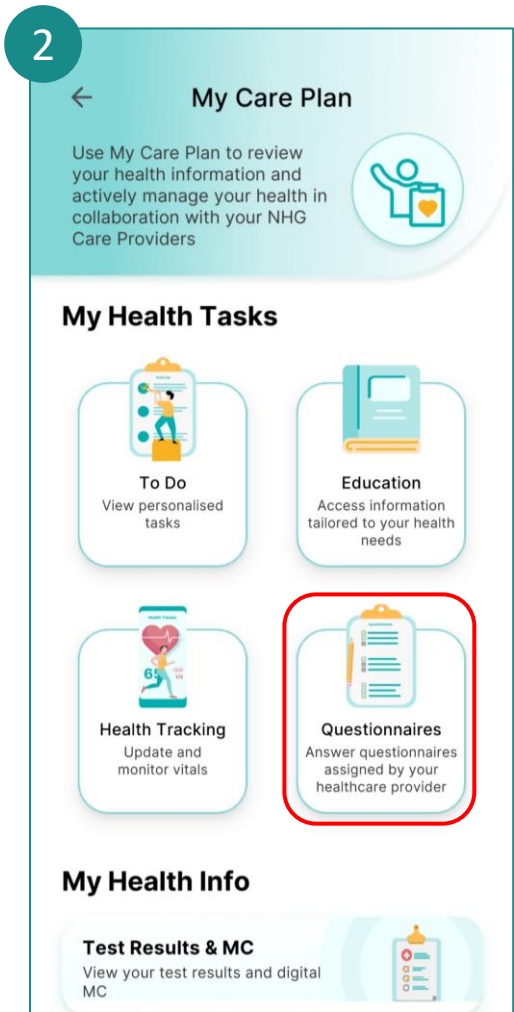 2
My Care Plan
Use My Care Plan to review
your health information and
actively manage your health in
collaboration with your NHG
Care Providers
My Health Tasks
To Do
View personalised
tasks
Education
Access information
tailored to your health
needs
Health Tracking
Update and
monitor vitals
Questionnaires
Answer questionnaires
assigned by your
healthcare provider
My Health Info
Test Results & MC
View your test results and digital
MC